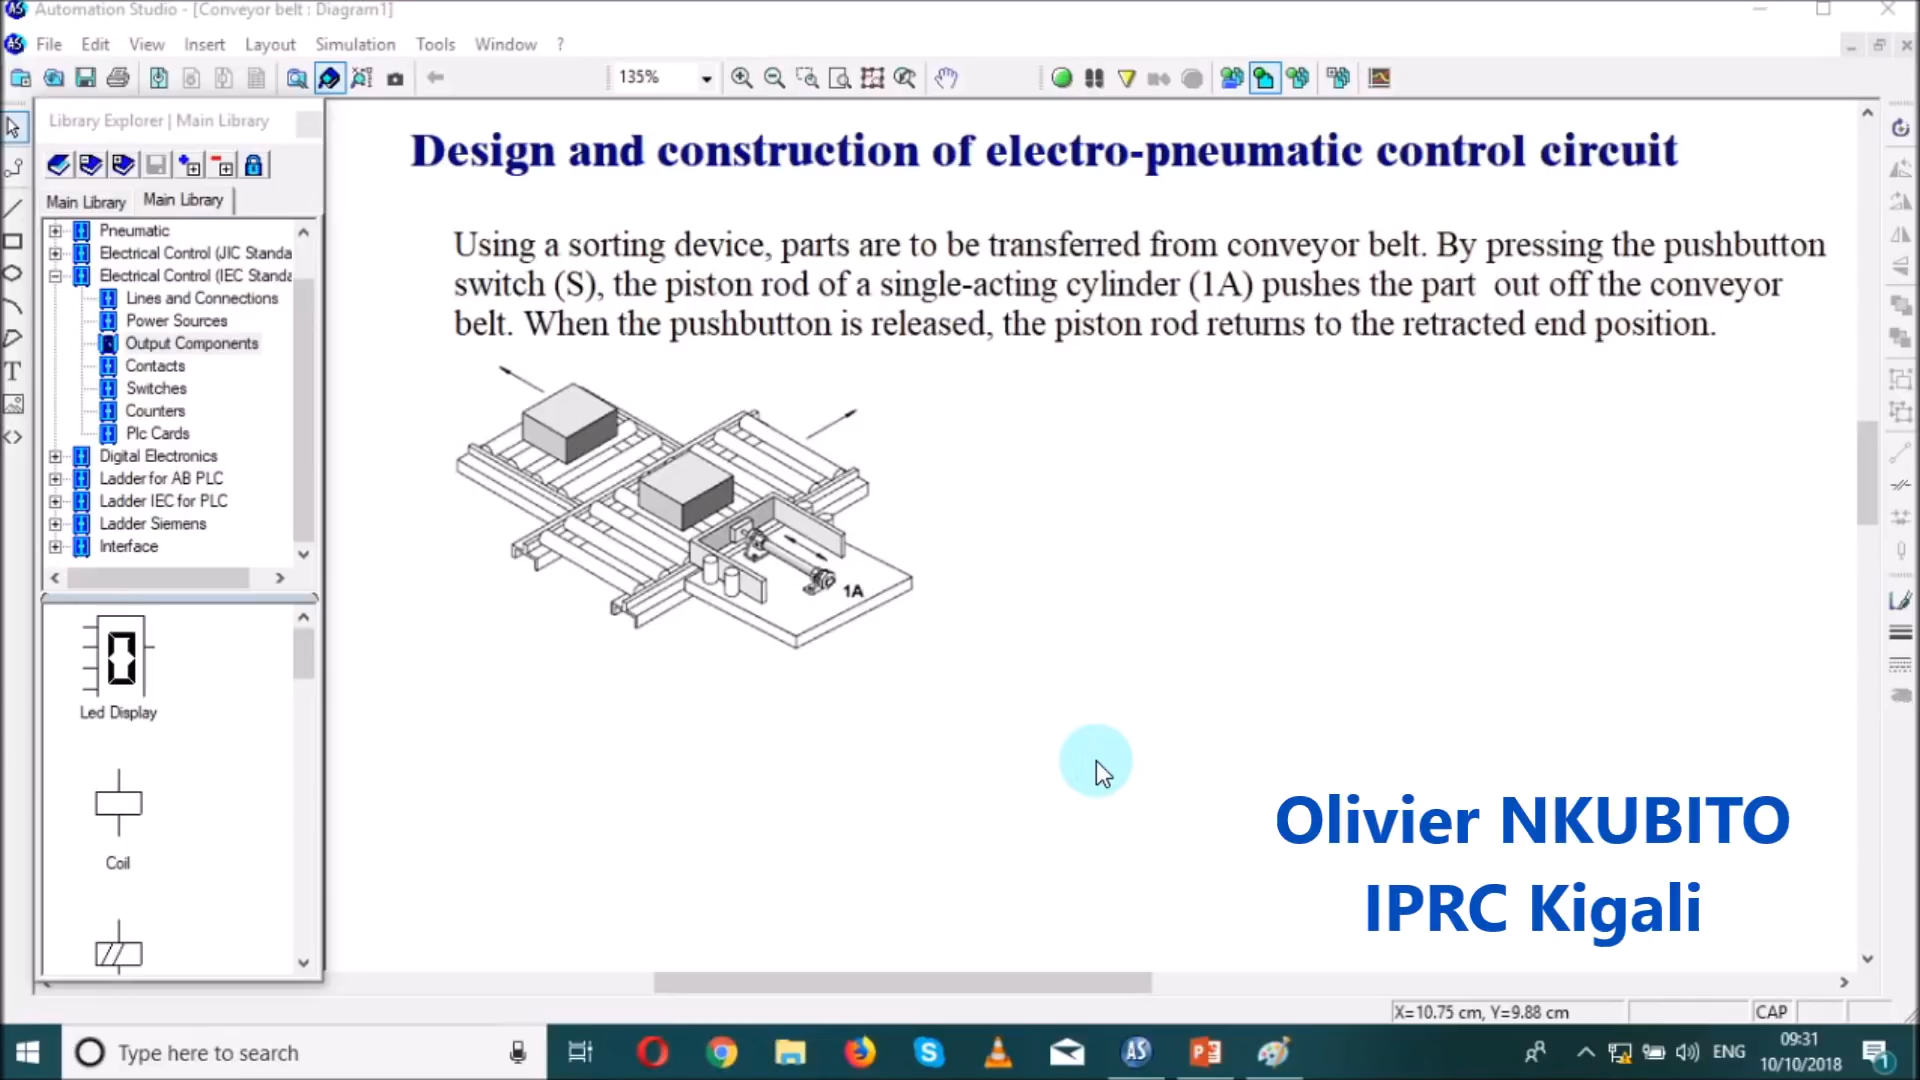 Automation Studio - [Conveyor belt : Diagram1]
File Edit View Insert Layout Simulation Tools Window ?
135%
Library Explorer | Main Library
Main Library Main Library
Pneumatic
Electrical Control (JIC Standa
Electrical Control (IEC Standa
Lines and Connections
Power Sources
Output Components
Contacts
Switches
Counters
Plc Cards
Digital Electronics
Ladder for AB PLC
Ladder IEC for PLC
Ladder Siemens
Interface
Led Display
Coil
Design and construction of electro-pneumatic control circuit
Using a sorting device, parts are to be transferred from conveyor belt. By pressing the pushbutton
switch (S), the piston rod of a single-acting cylinder (1A) pushes the part out off the conveyor
belt. When the pushbutton is released, the piston rod returns to the retracted end position.
1A
Olivier NKUBITO
IPRC Kigali
X=10.75 cm, Y=9.88 cm CAP
Type here to search
ENG
09:31
10/10/2018
1